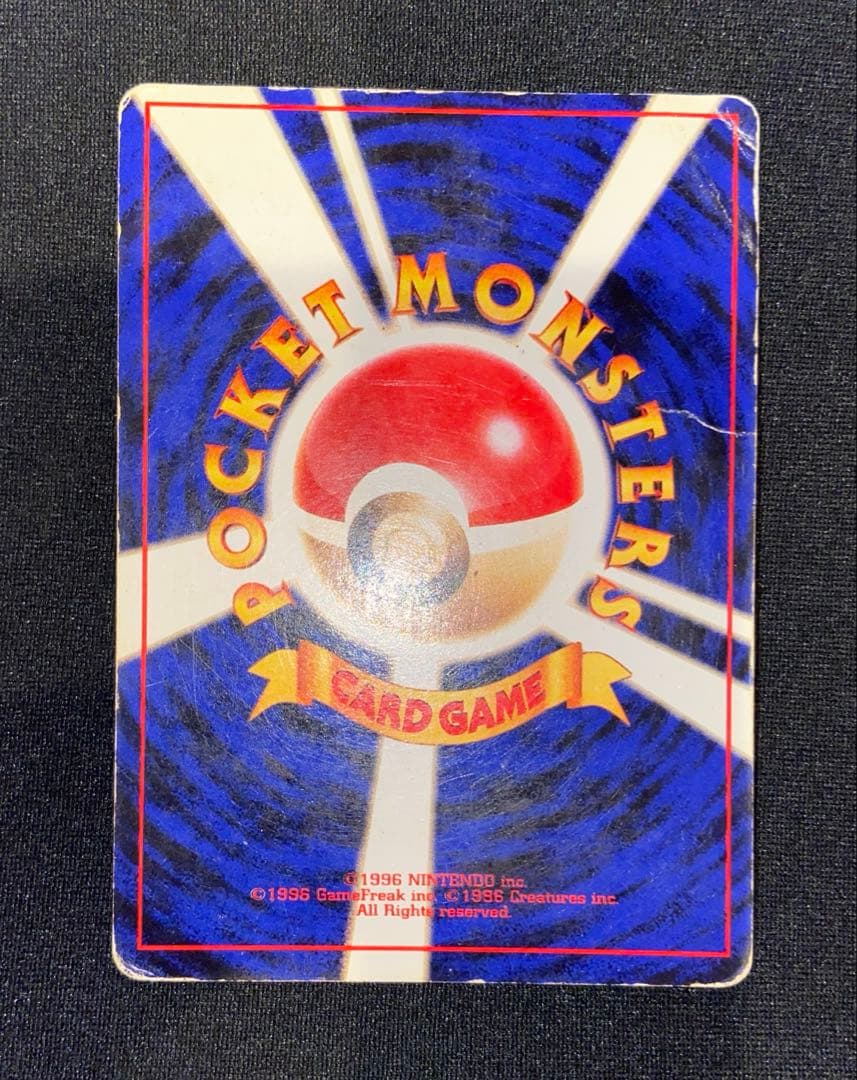 POCKET MONSTERS
CARD GAME
©1996 NINTENDO inc.
©1996 GameFreak inc. ©1996 Creatures inc.
All Rights reserved.